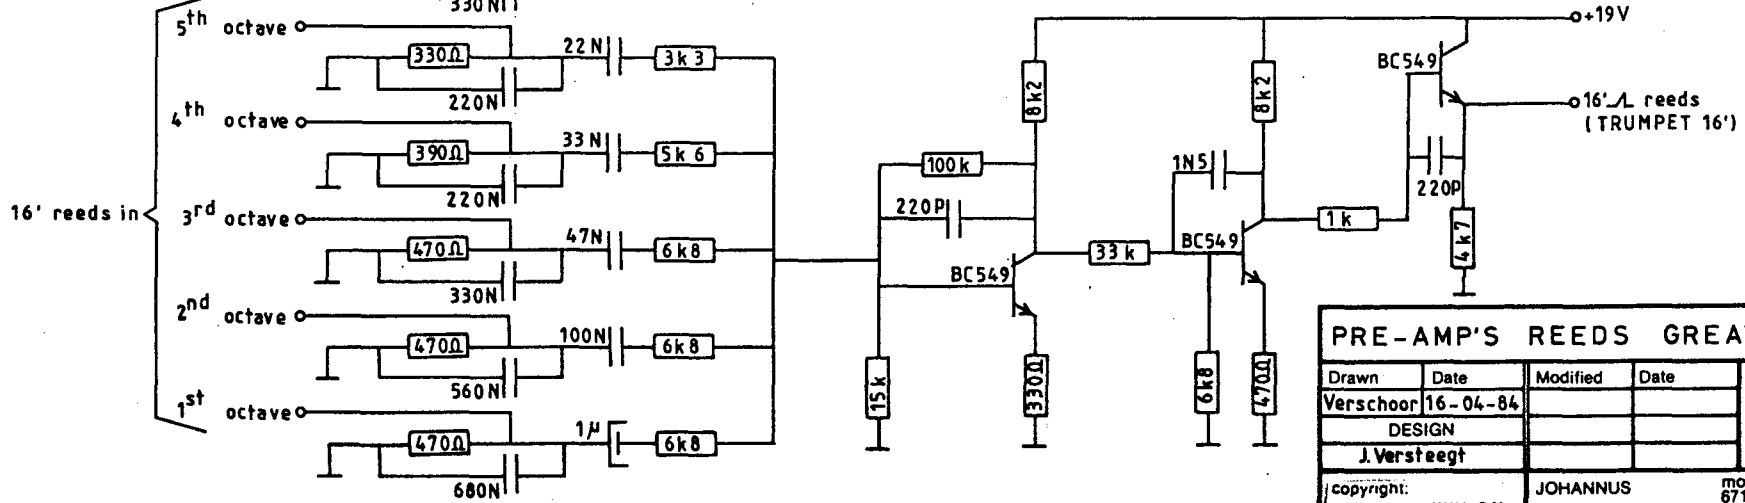 330N
5th octave
330Ω
22N
3k3
220N
4th octave
390Ω
33N
5k6
220N
16' reeds in
3rd octave
470Ω
47N
6k8
330N
2nd octave
470Ω
100N
6k8
560N
1st octave
470Ω
1µ
6k8
680N
100k
220P
15k
8k2
BC549
330Ω
33k
1N5
8k2
BC549
6k8
470Ω
1k
BC549
220P
4k7
+19V
16' reeds
(TRUMPET 16')
PRE-AMP'S REEDS GREA
Drawn Date Modified Date
Verschoor 16-04-84
DESIGN
J. Versteegt
copyright:
JOHANNUS
mo
671